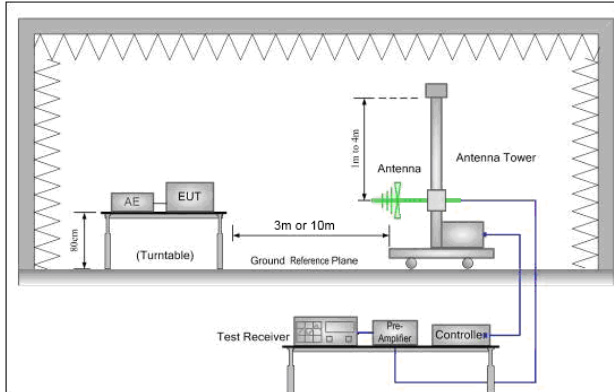 1m to 4m
Antenna
Antenna Tower
AE
EUT
3m or 10m
80cm
(Turntable)
Ground Reference Plane
Test Receiver
Pre-
Amplifier
Controlle